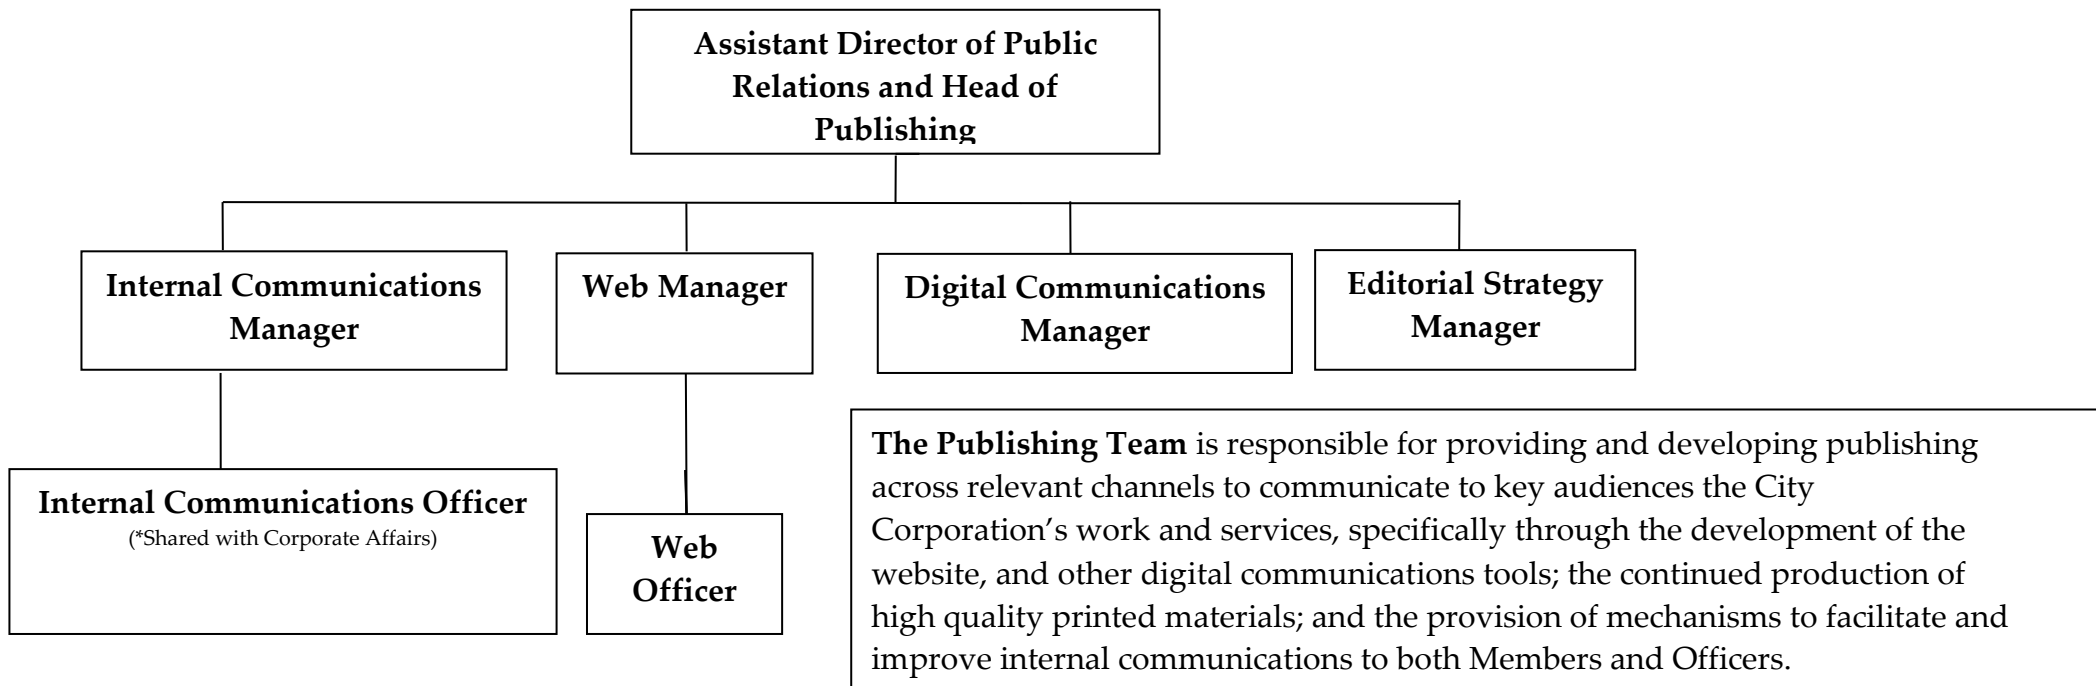 Assistant Director of Public
Relations and Head of
Publishing
Internal Communications
Manager
Web Manager
Digital Communications
Manager
Editorial Strategy
Manager
Internal Communications Officer
(*Shared with Corporate Affairs)
Web
Officer
The Publishing Team is responsible for providing and developing publishing
across relevant channels to communicate to key audiences the City
Corporation’s work and services, specifically through the development of the
website, and other digital communications tools; the continued production of
high quality printed materials; and the provision of mechanisms to facilitate and
improve internal communications to both Members and Officers.